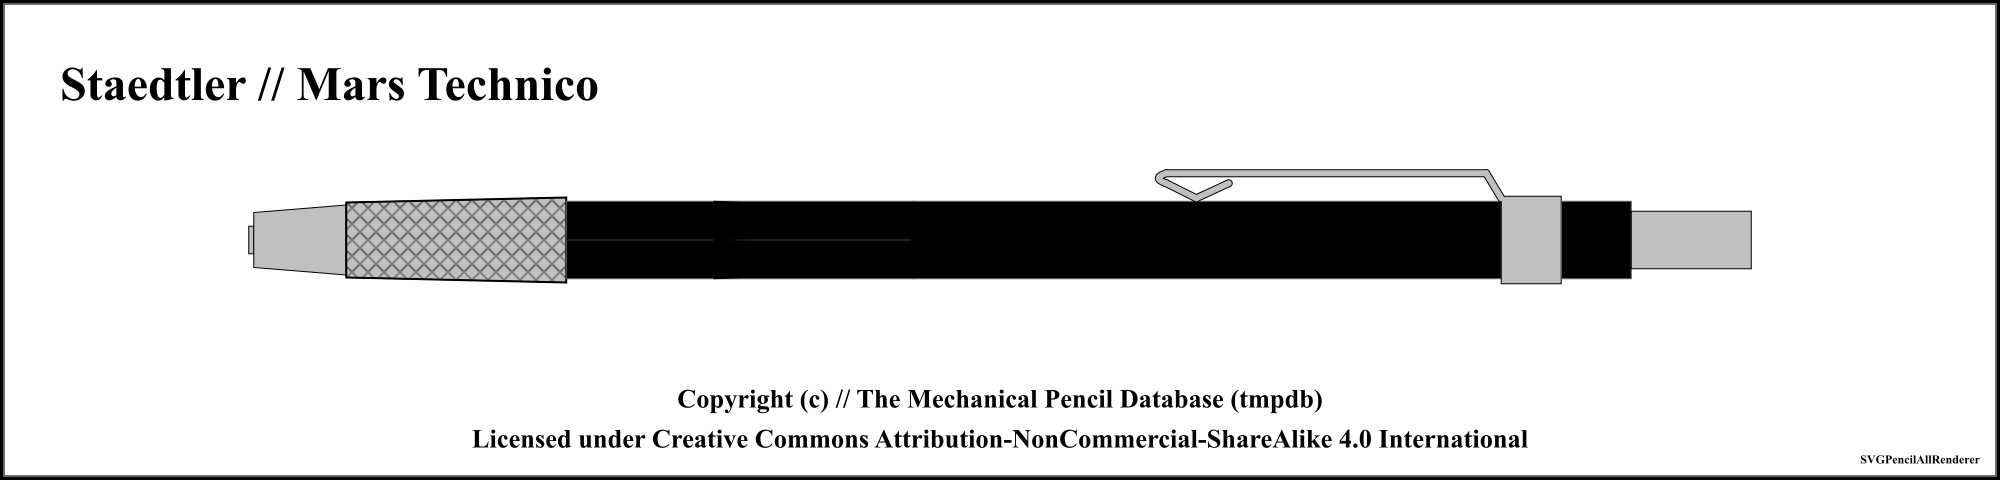 Staedtler // Mars Technico
Copyright (c) // The Mechanical Pencil Database (tmpdb)
Licensed under Creative Commons Attribution-NonCommercial-ShareAlike 4.0 International
SVGPencilAllRenderer